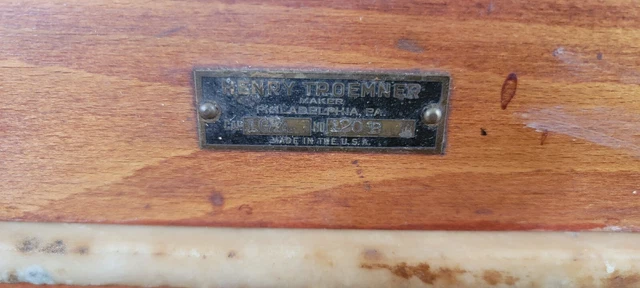 HENRY TROEMNER
MAKER
PHILADELPHIA, PA.
MADE IN THE U.S.A.